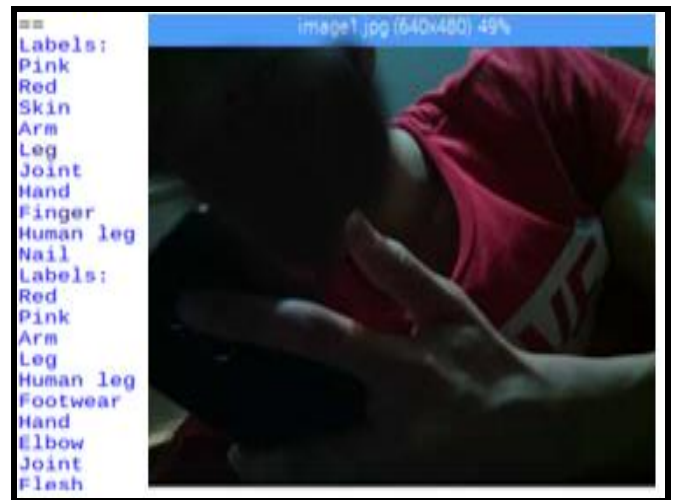 ==
Labels:
Pink
Red
Skin
Arm
Leg
Joint
Hand
Finger
Human leg
Nail
Labels:
Red
Pink
Arm
Leg
Human leg
Footwear
Hand
Elbow
Joint
Flesh
image1.jpg (640x480) 49%